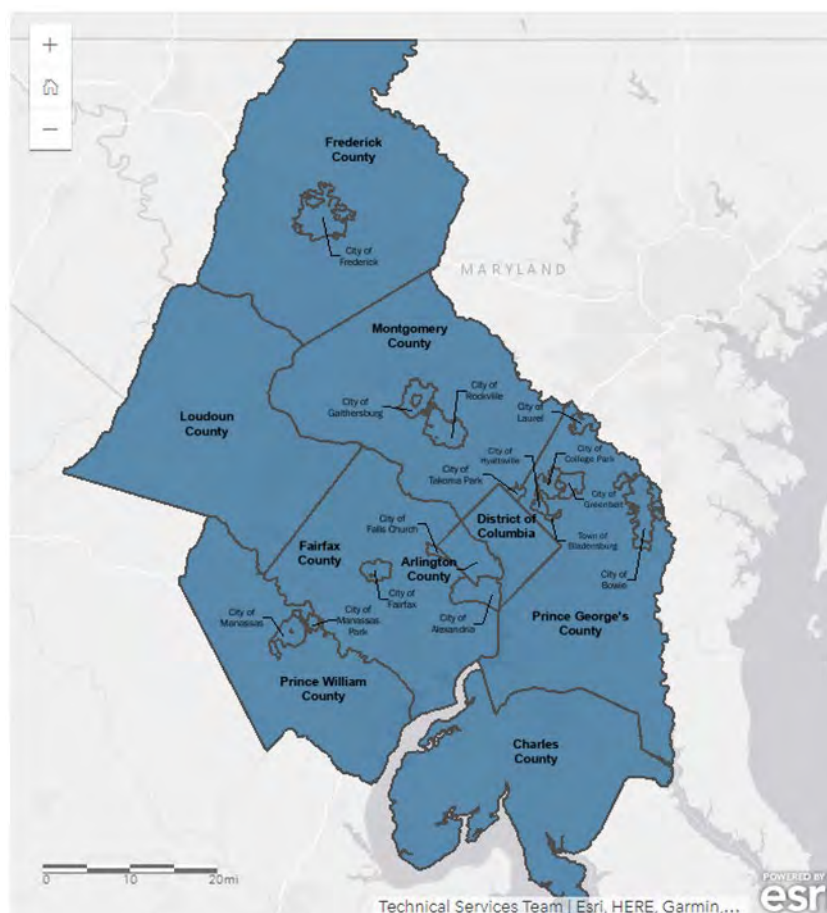 +
−
Frederick
County
City of
Frederick
MARYLAND
Montgomery
County
City of
Rockville
City of
Gaithersburg
City of
Laurel
Loudoun
County
City of
Hyattsville
City of
College Park
City of
Takoma Park
City of
Greenbelt
City of
Falls Church
District of
Columbia
Town of
Bladensburg
Fairfax
County
Arlington
County
City of
Bowie
City of
Fairfax
City of
Manassas
City of
Manassas
Park
City of
Alexandria
Prince George's
County
Prince William
County
Charles
County
0 10 20mi
POWERED BY
esri
Technical Services Team | Esri, HERE, Garmin,...